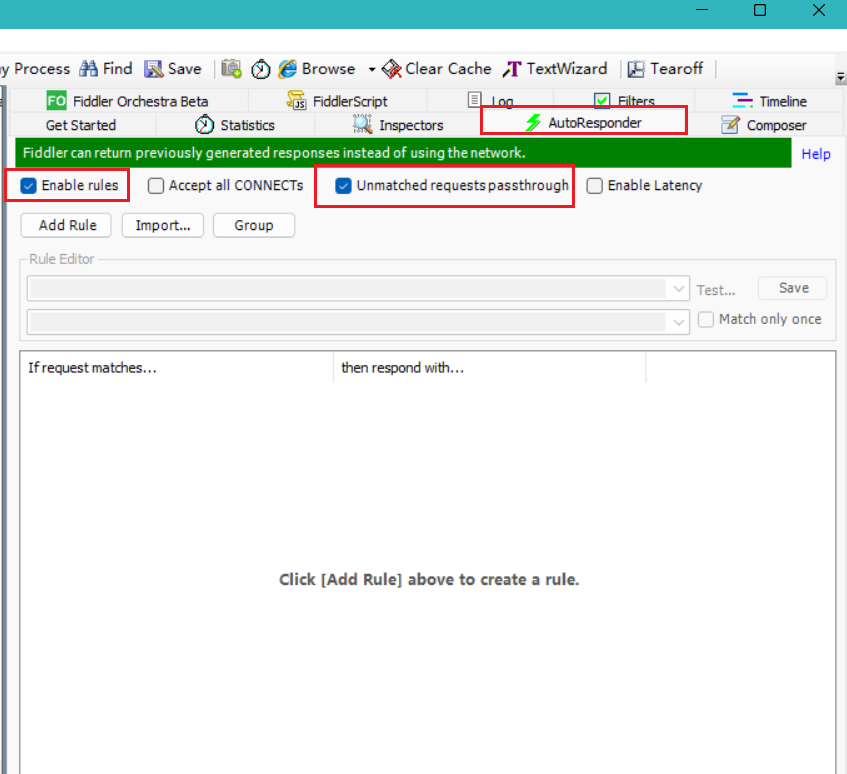 y Process Find Save Browse Clear Cache TextWizard Tearoff
FO Fiddler Orchestra Beta JS FiddlerScript Log Filters Timeline
Get Started Statistics Inspectors AutoResponder Composer
Fiddler can return previously generated responses instead of using the network. Help
Enable rules Accept all CONNECTs Unmatched requests passthrough Enable Latency
Add Rule Import... Group
Rule Editor
Test... Save
Match only once
If request matches... then respond with...
Click [Add Rule] above to create a rule.